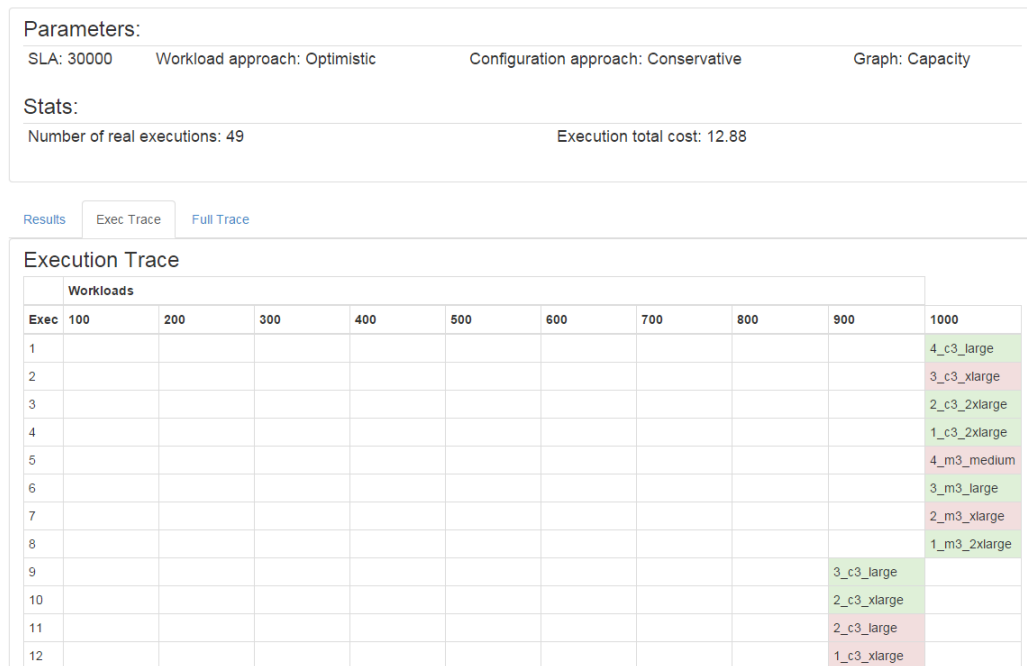 Parameters:
SLA: 30000 Workload approach: Optimistic Configuration approach: Conservative Graph: Capacity
Stats:
Number of real executions: 49 Execution total cost: 12.88
Results Exec Trace Full Trace
Execution Trace
Workloads
Exec 100 200 300 400 500 600 700 800 900 1000
1 4_c3_large
2 3_c3_xlarge
3 2_c3_2xlarge
4 1_c3_2xlarge
5 4_m3_medium
6 3_m3_large
7 2_m3_xlarge
8 1_m3_2xlarge
9 3_c3_large
10 2_c3_xlarge
11 2_c3_large
12 1_c3_xlarge